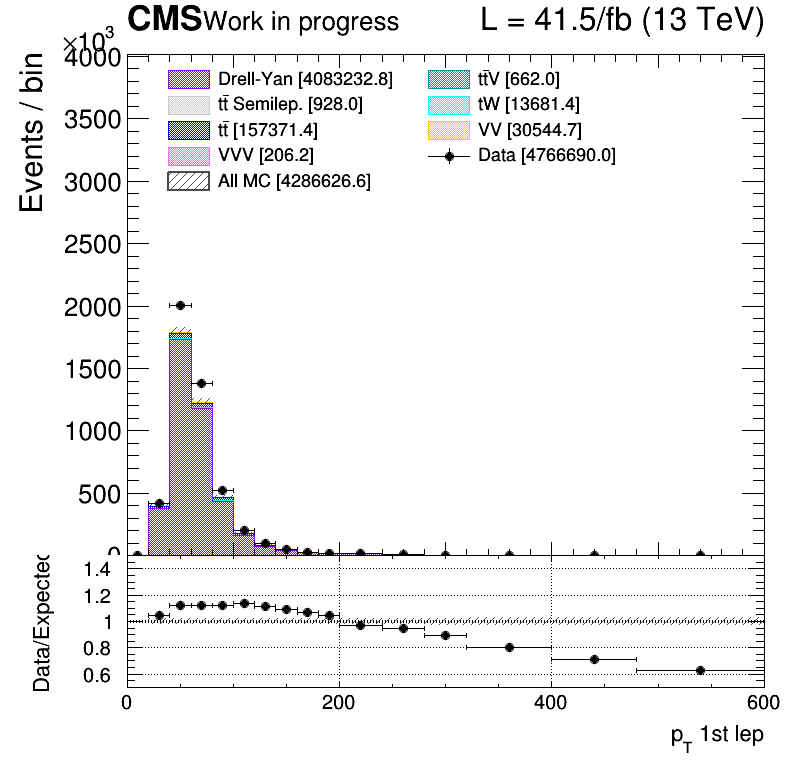 CMS Work in progress L = 41.5/fb (13 TeV)
×10³
Events / bin
4000
3500
3000
2500
2000
1500
1000
500
0
Drell-Yan [4083232.8]
tt̄ Semilep. [928.0]
tt̄ [157371.4]
VVV [206.2]
All MC [4286626.6]
tt̄V [662.0]
tW [13681.4]
VV [30544.7]
Data [4766690.0]
Data/Expected
1.4
1.2
1
0.8
0.6
0 200 400 600
p_T 1st lep